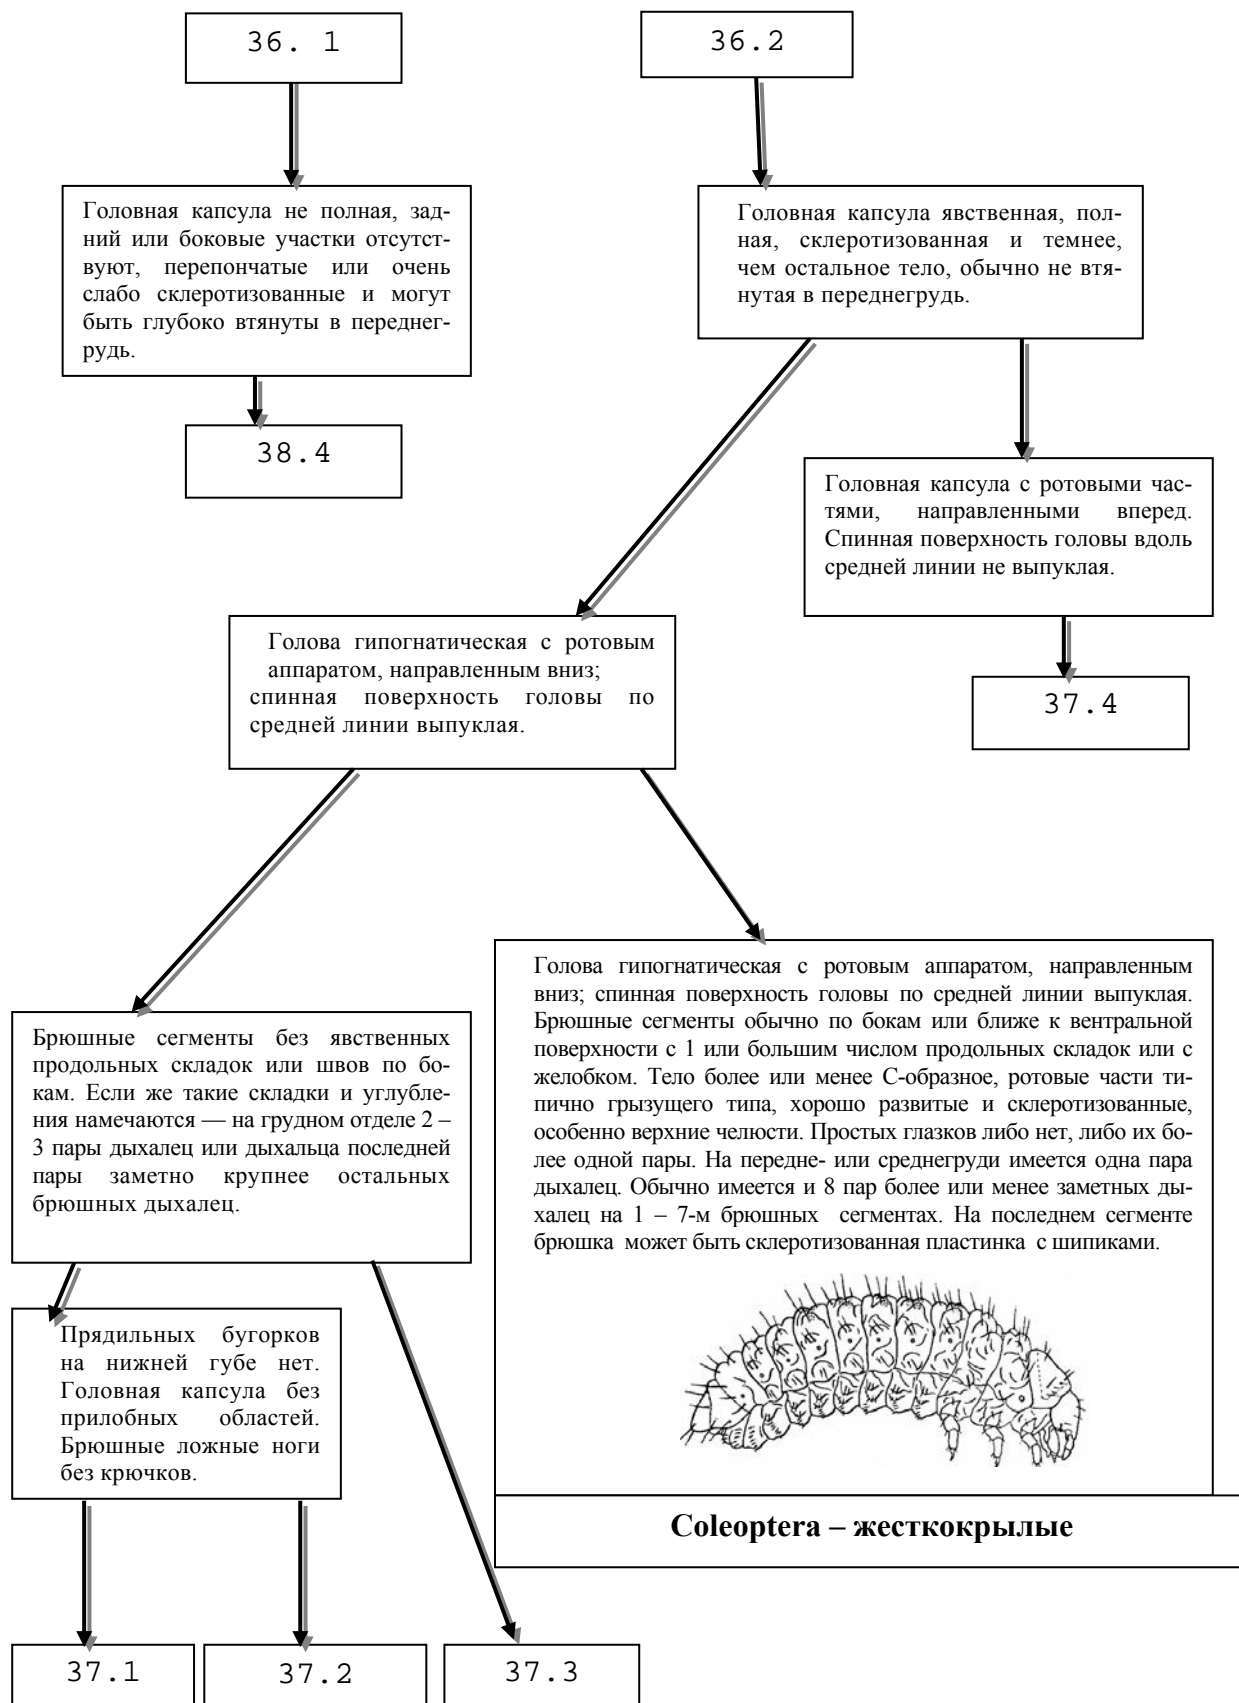 36. 1
36.2
Головная капсула не полная, зад-
ний или боковые участки отсутст-
вуют, перепончатые или очень
слабо склеротизованные и могут
быть глубоко втянуты в переднег-
рудь.
Головная капсула явственная, пол-
ная, склеротизованная и темнее,
чем остальное тело, обычно не втя-
нутая в переднегрудь.
38.4
Головная капсула с ротовыми час-
тями, направленными вперед.
Спинная поверхность головы вдоль
средней линии не выпуклая.
Голова гипогнатическая с ротовым
аппаратом, направленным вниз;
спинная поверхность головы по
средней линии выпуклая.
37.4
Голова гипогнатическая с ротовым аппаратом, направленным
вниз; спинная поверхность головы по средней линии выпуклая.
Брюшные сегменты обычно по бокам или ближе к вентральной
поверхности с 1 или большим числом продольных складок или с
желобком. Тело более или менее С-образное, ротовые части ти-
пично грызущего типа, хорошо развитые и склеротизованные,
особенно верхние челюсти. Простых глазков либо нет, либо их бо-
лее одной пары. На передне- или среднегруди имеется одна пара
дыхалец. Обычно имеется и 8 пар более или менее заметных ды-
халец на 1 – 7-м брюшных сегментах. На последнем сегменте
брюшка может быть склеротизованная пластинка с шипиками.
Брюшные сегменты без явственных
продольных складок или швов по бо-
кам. Если же такие складки и углубле-
ния намечаются — на грудном отделе 2 –
3 пары дыхалец или дыхальца последней
пары заметно крупнее остальных
брюшных дыхалец.
Прядильных бугорков
на нижней губе нет.
Головная капсула без
прилобных областей.
Брюшные ложные ноги
без крючков.
Coleoptera – жесткокрылые
37.1
37.2
37.3